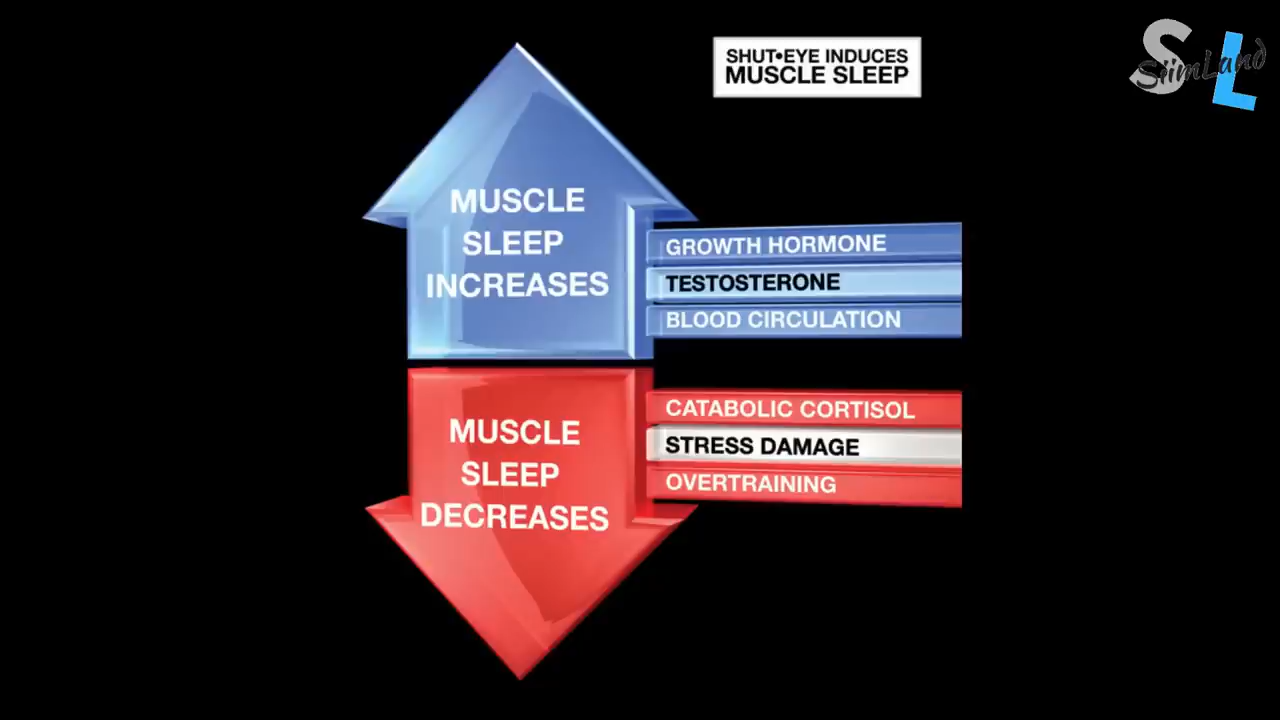 SHUT•EYE INDUCES
MUSCLE SLEEP
S L
SiimLand
MUSCLE
SLEEP
INCREASES
GROWTH HORMONE
TESTOSTERONE
BLOOD CIRCULATION
MUSCLE
SLEEP
DECREASES
CATABOLIC CORTISOL
STRESS DAMAGE
OVERTRAINING